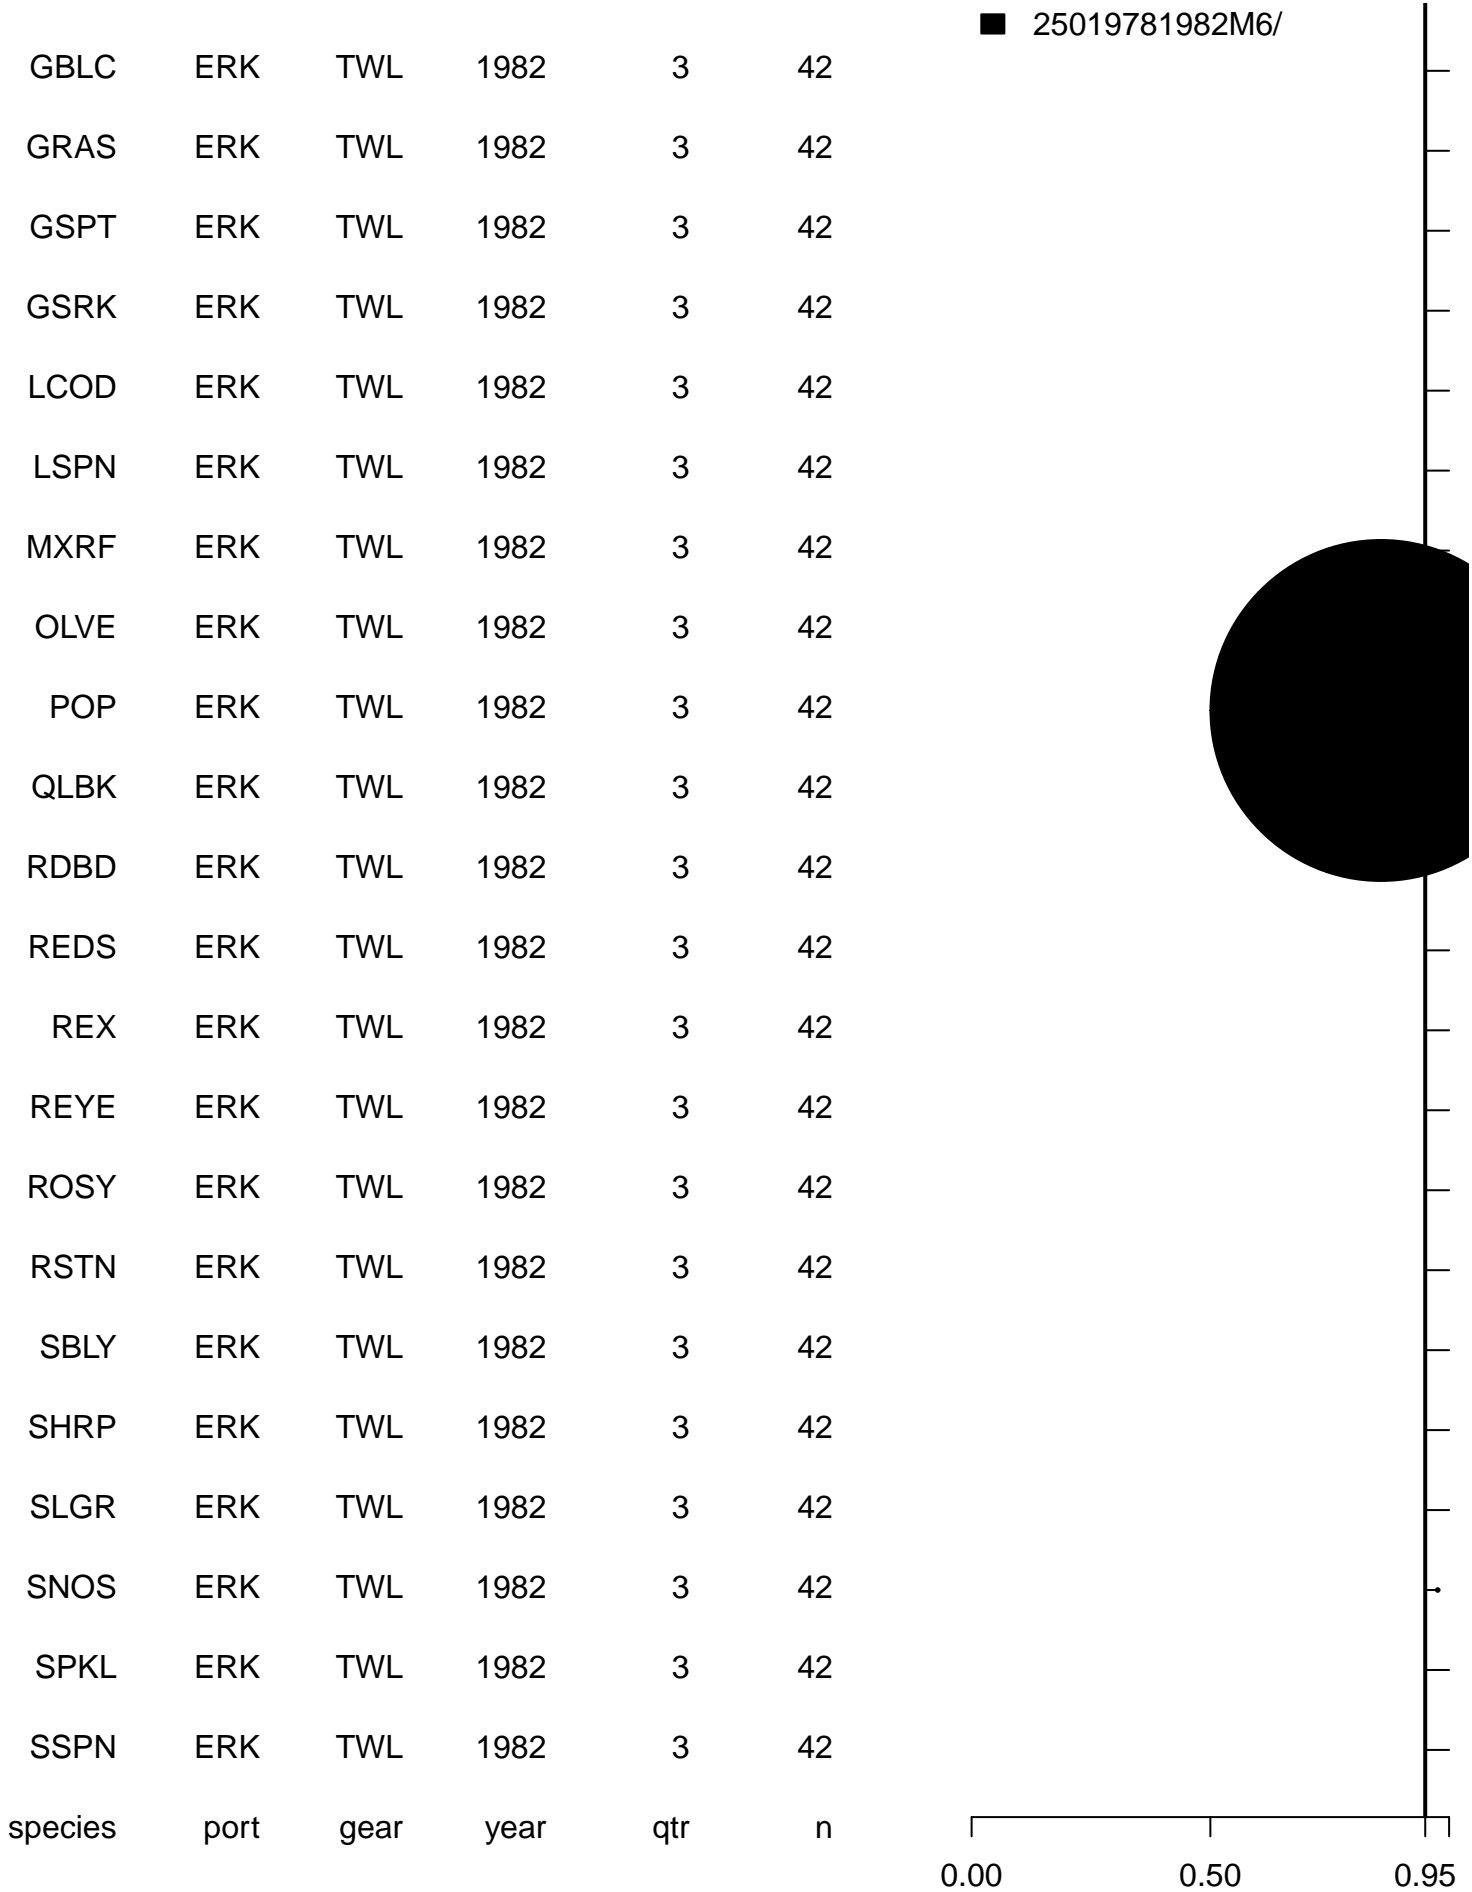 25019781982M6/
GBLC ERK TWL 1982 3 42
GRAS ERK TWL 1982 3 42
GSPT ERK TWL 1982 3 42
GSRK ERK TWL 1982 3 42
LCOD ERK TWL 1982 3 42
LSPN ERK TWL 1982 3 42
MXRF ERK TWL 1982 3 42
OLVE ERK TWL 1982 3 42
POP ERK TWL 1982 3 42
QLBK ERK TWL 1982 3 42
RDBD ERK TWL 1982 3 42
REDS ERK TWL 1982 3 42
REX ERK TWL 1982 3 42
REYE ERK TWL 1982 3 42
ROSY ERK TWL 1982 3 42
RSTN ERK TWL 1982 3 42
SBLY ERK TWL 1982 3 42
SHRP ERK TWL 1982 3 42
SLGR ERK TWL 1982 3 42
SNOS ERK TWL 1982 3 42
SPKL ERK TWL 1982 3 42
SSPN ERK TWL 1982 3 42
species port gear year qtr n
0.00 0.50 0.95